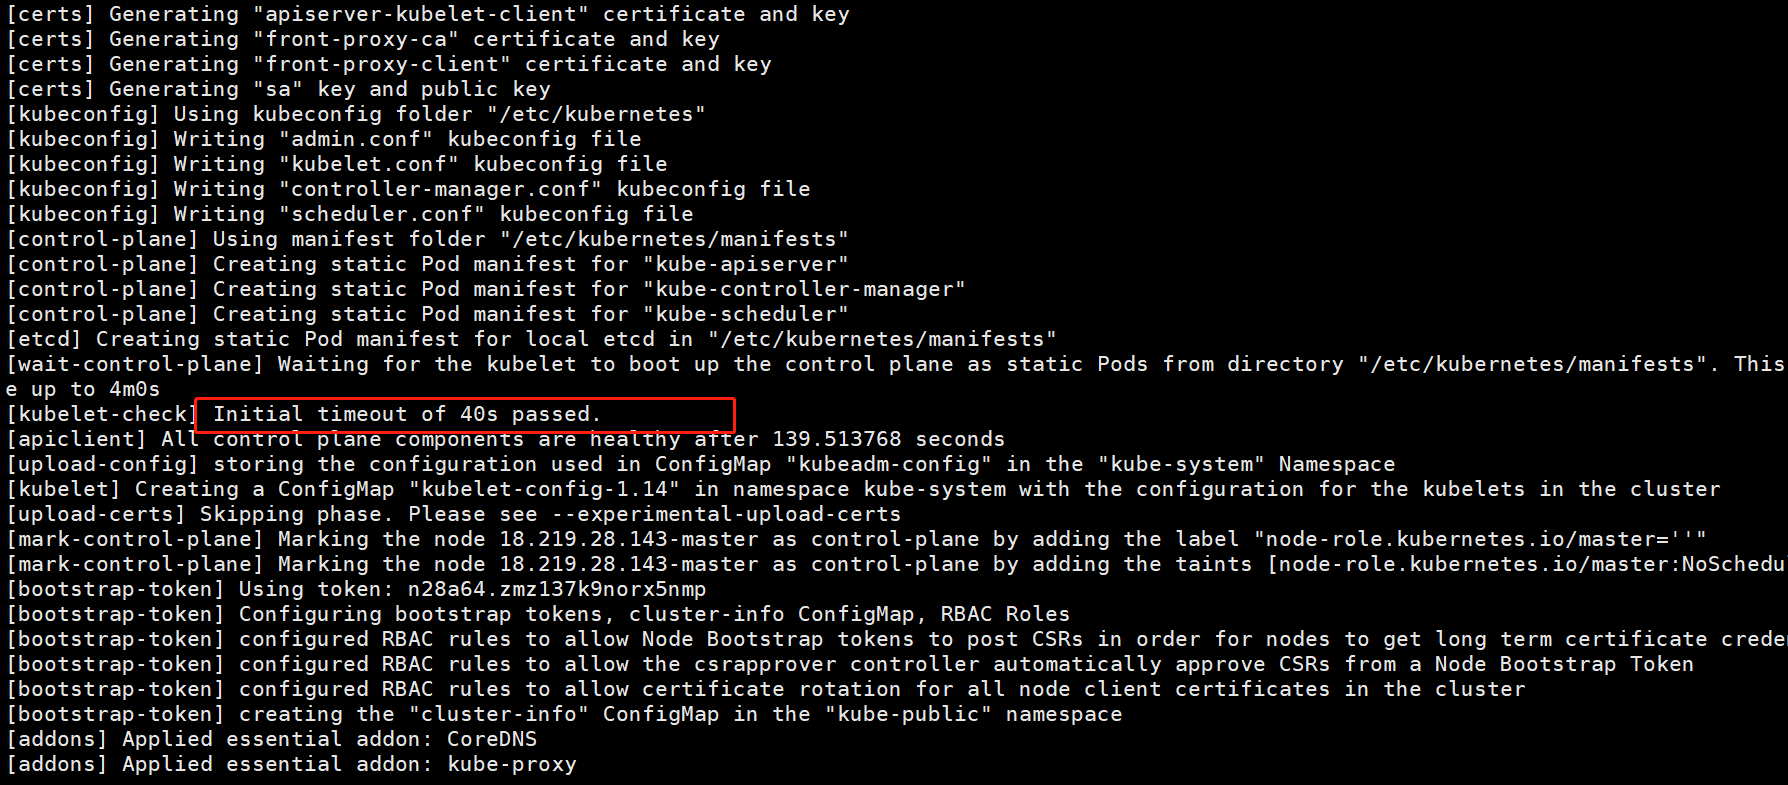 [certs] Generating "apiserver-kubelet-client" certificate and key
[certs] Generating "front-proxy-ca" certificate and key
[certs] Generating "front-proxy-client" certificate and key
[certs] Generating "sa" key and public key
[kubeconfig] Using kubeconfig folder "/etc/kubernetes"
[kubeconfig] Writing "admin.conf" kubeconfig file
[kubeconfig] Writing "kubelet.conf" kubeconfig file
[kubeconfig] Writing "controller-manager.conf" kubeconfig file
[kubeconfig] Writing "scheduler.conf" kubeconfig file
[control-plane] Using manifest folder "/etc/kubernetes/manifests"
[control-plane] Creating static Pod manifest for "kube-apiserver"
[control-plane] Creating static Pod manifest for "kube-controller-manager"
[control-plane] Creating static Pod manifest for "kube-scheduler"
[etcd] Creating static Pod manifest for local etcd in "/etc/kubernetes/manifests"
[wait-control-plane] Waiting for the kubelet to boot up the control plane as static Pods from directory "/etc/kubernetes/manifests". This
e up to 4m0s
[kubelet-check] Initial timeout of 40s passed.
[apiclient] All control plane components are healthy after 139.513768 seconds
[upload-config] storing the configuration used in ConfigMap "kubeadm-config" in the "kube-system" Namespace
[kubelet] Creating a ConfigMap "kubelet-config-1.14" in namespace kube-system with the configuration for the kubelets in the cluster
[upload-certs] Skipping phase. Please see --experimental-upload-certs
[mark-control-plane] Marking the node 18.219.28.143-master as control-plane by adding the label "node-role.kubernetes.io/master=''"
[mark-control-plane] Marking the node 18.219.28.143-master as control-plane by adding the taints [node-role.kubernetes.io/master:NoSchedu
[bootstrap-token] Using token: n28a64.zmz137k9norx5nmp
[bootstrap-token] Configuring bootstrap tokens, cluster-info ConfigMap, RBAC Roles
[bootstrap-token] configured RBAC rules to allow Node Bootstrap tokens to post CSRs in order for nodes to get long term certificate crede
[bootstrap-token] configured RBAC rules to allow the csrapprover controller automatically approve CSRs from a Node Bootstrap Token
[bootstrap-token] configured RBAC rules to allow certificate rotation for all node client certificates in the cluster
[bootstrap-token] creating the "cluster-info" ConfigMap in the "kube-public" namespace
[addons] Applied essential addon: CoreDNS
[addons] Applied essential addon: kube-proxy